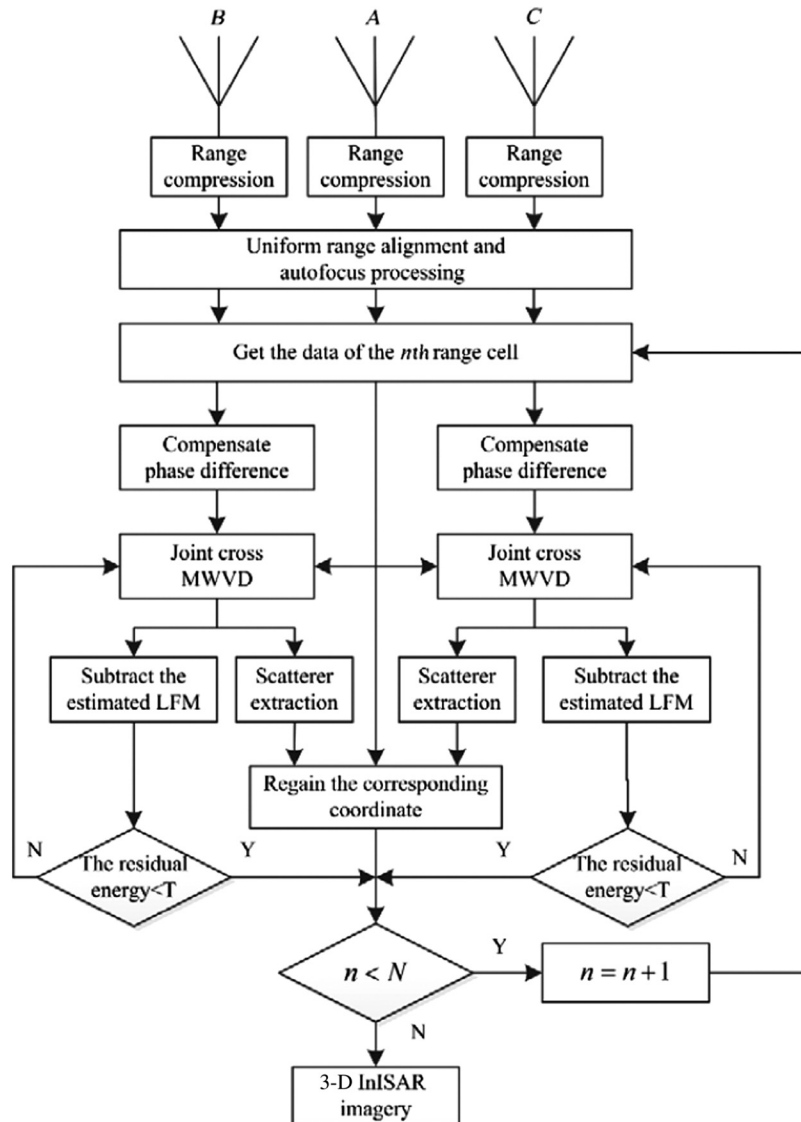 B A C
Range compression
Range compression
Range compression
Uniform range alignment and
autofocus processing
Get the data of the nth range cell
Compensate
phase difference
Compensate
phase difference
Joint cross
MWVD
Joint cross
MWVD
Subtract the
estimated LFM
Scatterer
extraction
Scatterer
extraction
Subtract the
estimated LFM
Regain the corresponding
coordinate
N
The residual
energy<T
Y
Y
The residual
energy<T
N
n < N
Y
n = n + 1
N
3-D InISAR
imagery